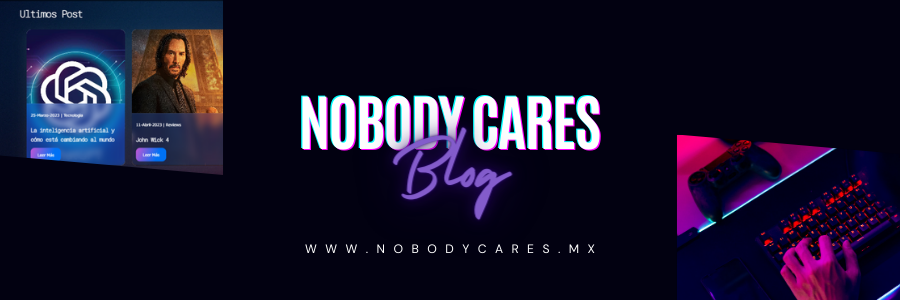 Ultimos Post
25-Marzo-2023 | Tecnología
La inteligencia artificial y
cómo está cambiando al mundo
Leer Más
11-Abril-2023 | Reviews
John Wick 4
Leer Más
NOBODY CARES
Blog
WWW.NOBODYCARES.MX